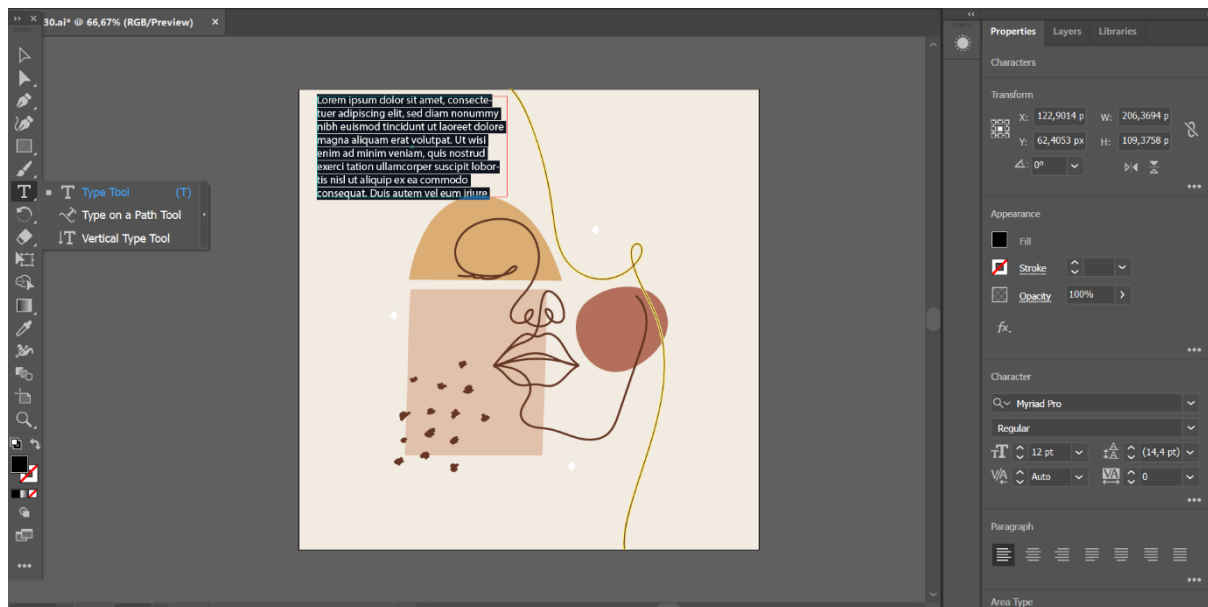 30.ai* @ 66,67% (RGB/Preview) ×
Properties Layers Libraries
Characters
Transform
X: 122,9014 p W: 206,3694 p
Y: 62,4053 px H: 109,3758 p
0°
Appearance
Fill
Stroke
Opacity 100%
fx.
Character
Myriad Pro
Regular
12 pt (14,4 pt)
Auto 0
Paragraph
Area Type
T Type Tool (T)
Type on a Path Tool
Vertical Type Tool
Lorem ipsum dolor sit amet, consecte-
tuer adipiscing elit, sed diam nonummy
nibh euismod tincidunt ut laoreet dolore
magna aliquam erat volutpat. Ut wisi
enim ad minim veniam, quis nostrud
exerci tation ullamcorper suscipit lobor-
tis nisl ut aliquip ex ea commodo
consequat. Duis autem vel eum iriure